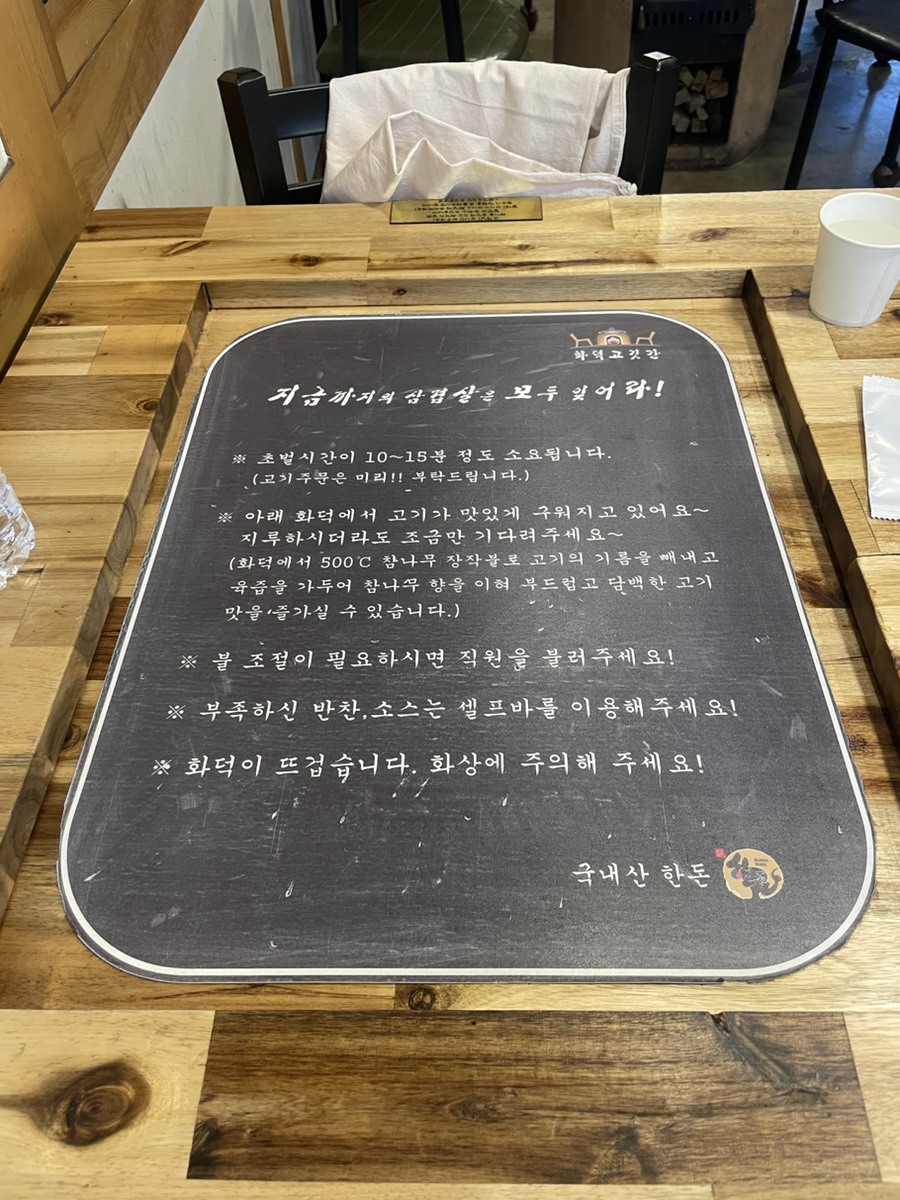 화덕고깃간
지금까지의 삼겹살은 모두 잊어라!
※ 초벌시간이 10~15분 정도 소요됩니다.
(고기주문은 미리!! 부탁드립니다.)
※ 아래 화덕에서 고기가 맛있게 구워지고 있어요~
지루하시더라도 조금만 기다려주세요~
(화덕에서 500℃ 참나무 장작불로 고기의 기름을 빼내고
육즙을 가두어 참나무 향을 이혀 부드럽고 담백한 고기
맛을 즐기실 수 있습니다.)
※ 불 조절이 필요하시면 직원을 불러주세요!
※ 부족하신 반찬,소스는 셀프바를 이용해주세요!
※ 화덕이 뜨겁습니다. 화상에 주의해 주세요!
국내산 한돈